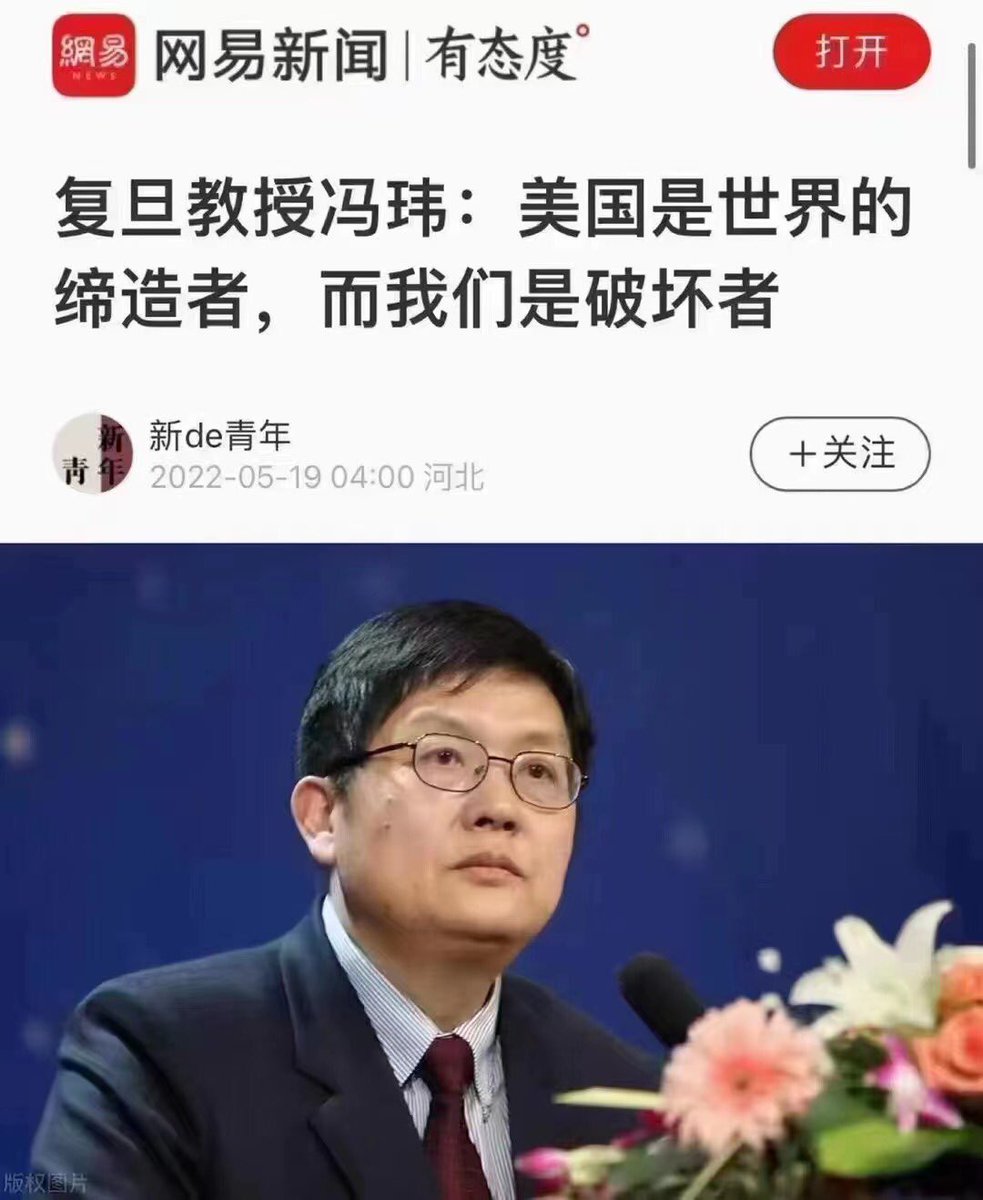 網易
NEWS
网易新闻 | 有态度°
打开
复旦教授冯玮：美国是世界的
缔造者，而我们是破坏者
新青年
新de青年
2022-05-19 04:00 河北
+关注
版权图片